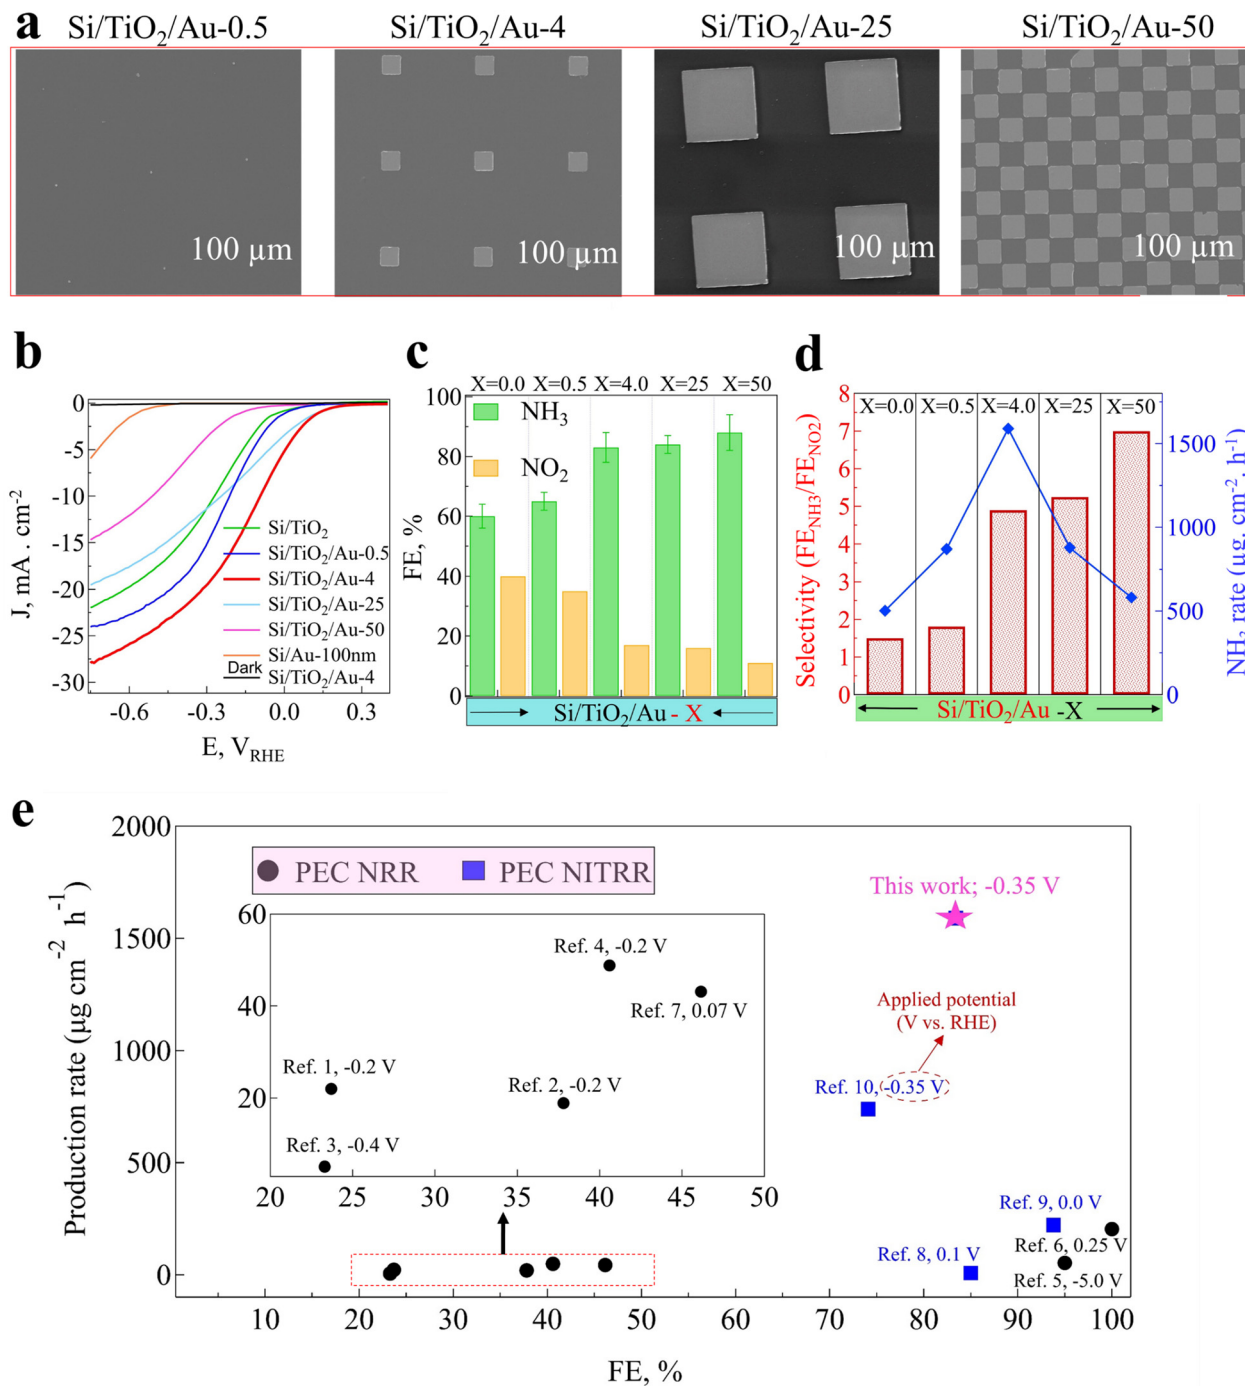 a
Si/TiO₂/Au-0.5
Si/TiO₂/Au-4
Si/TiO₂/Au-25
Si/TiO₂/Au-50
100 µm
100 µm
100 µm
100 µm
b
0
-5
-10
-15
-20
-25
-30
J, mA . cm⁻²
Si/TiO₂
Si/TiO₂/Au-0.5
Si/TiO₂/Au-4
Si/TiO₂/Au-25
Si/TiO₂/Au-50
Si/Au-100nm
Dark
Si/TiO₂/Au-4
-0.6
-0.3
0.0
0.3
E, V_RHE
c
X=0.0
X=0.5
X=4.0
X=25
X=50
100
80
60
40
20
0
FE, %
NH₃
NO₂
Si/TiO₂/Au - X
d
8
7
6
5
4
3
2
1
0
Selectivity (FE_NH3/FE_NO2)
X=0.0
X=0.5
X=4.0
X=25
X=50
1500
1000
500
0
NH₃ rate (µg. cm⁻². h⁻¹)
Si/TiO₂/Au -X
e
2000
1500
1000
500
0
Production rate (µg cm⁻² h⁻¹)
PEC NRR
PEC NITRR
This work; -0.35 V
60
40
20
Ref. 4, -0.2 V
Ref. 7, 0.07 V
Ref. 1, -0.2 V
Ref. 2, -0.2 V
Ref. 3, -0.4 V
20
25
30
35
40
45
50
Applied potential
(V vs. RHE)
Ref. 10, -0.35 V
Ref. 9, 0.0 V
Ref. 6, 0.25 V
Ref. 8, 0.1 V
Ref. 5, -5.0 V
10
20
30
40
50
60
70
80
90
100
FE, %